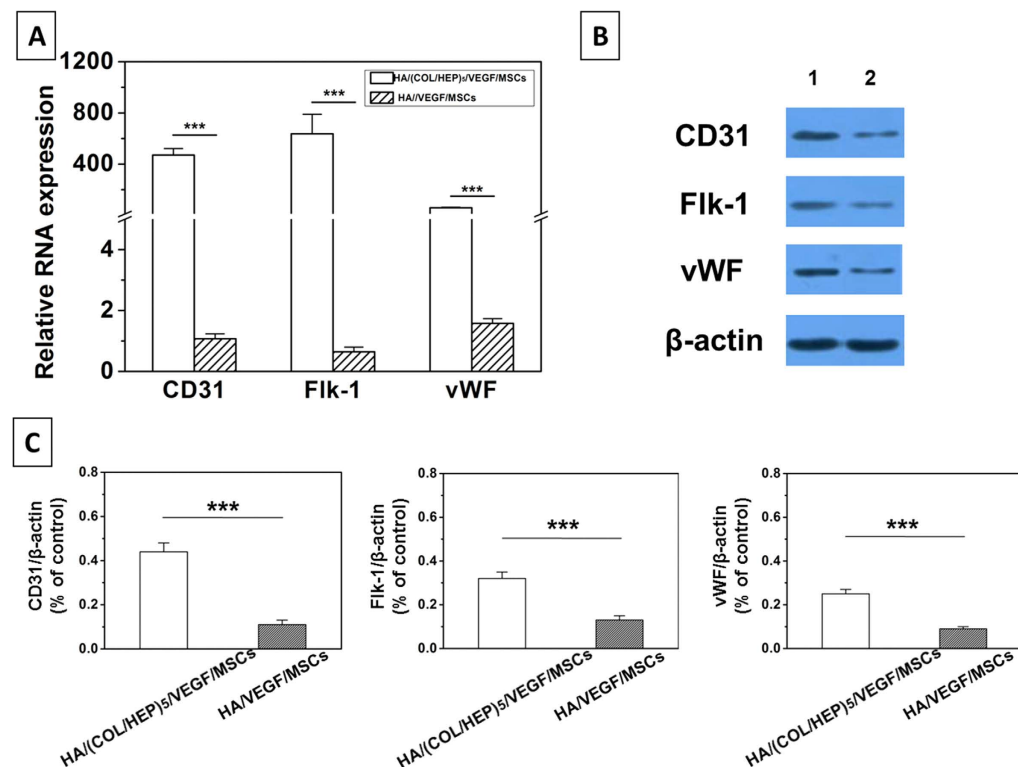 A
Relative RNA expression
1200
800
400
4
2
0
HA/(COL/HEP)₅/VEGF/MSCs
HA//VEGF/MSCs
***
***
***
CD31
Flk-1
vWF
B
1 2
CD31
Flk-1
vWF
β-actin
C
CD31/β-actin
(% of control)
0.8
0.6
0.4
0.2
0.0
***
HA/(COL/HEP)₅/VEGF/MSCs
HA/VEGF/MSCs
Flk-1/β-actin
(% of control)
0.8
0.6
0.4
0.2
0.0
***
HA/(COL/HEP)₅/VEGF/MSCs
HA/VEGF/MSCs
vWF/β-actin
(% of control)
0.8
0.6
0.4
0.2
0.0
***
HA/(COL/HEP)₅/VEGF/MSCs
HA/VEGF/MSCs